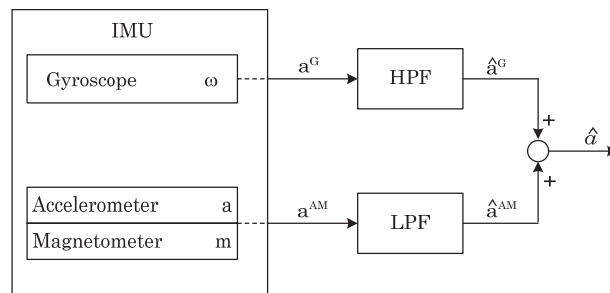 IMU
Gyroscope ω
a^G
HPF
â^G
+
â
+
Accelerometer a
Magnetometer m
a^AM
LPF
â^AM